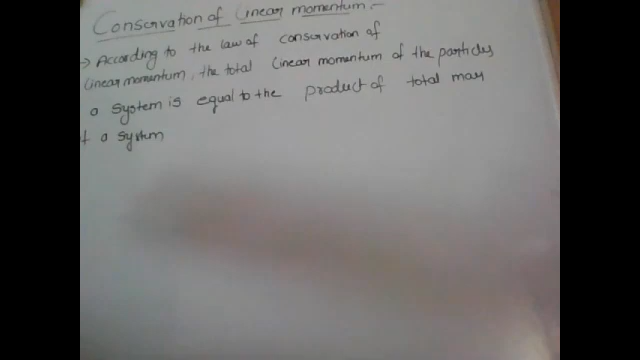 Conservation of Linear momentum :-
→ According to the law of conservation of
Linear momentum, the total linear momentum of the particles
a system is equal to the product of total mass
a system